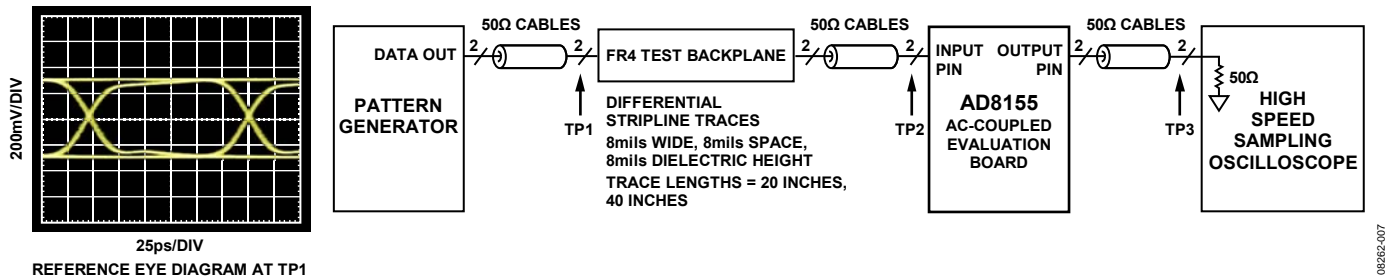 200mV/DIV
25ps/DIV
REFERENCE EYE DIAGRAM AT TP1
DATA OUT
PATTERN
GENERATOR
50Ω CABLES
2
2
TP1
FR4 TEST BACKPLANE
DIFFERENTIAL
STRIPLINE TRACES
8mils WIDE, 8mils SPACE,
8mils DIELECTRIC HEIGHT
TRACE LENGTHS = 20 INCHES,
40 INCHES
50Ω CABLES
2
2
TP2
INPUT OUTPUT
PIN PIN
AD8155
AC-COUPLED
EVALUATION
BOARD
50Ω CABLES
2
2
TP3
50Ω
HIGH
SPEED
SAMPLING
OSCILLOSCOPE
08262-007